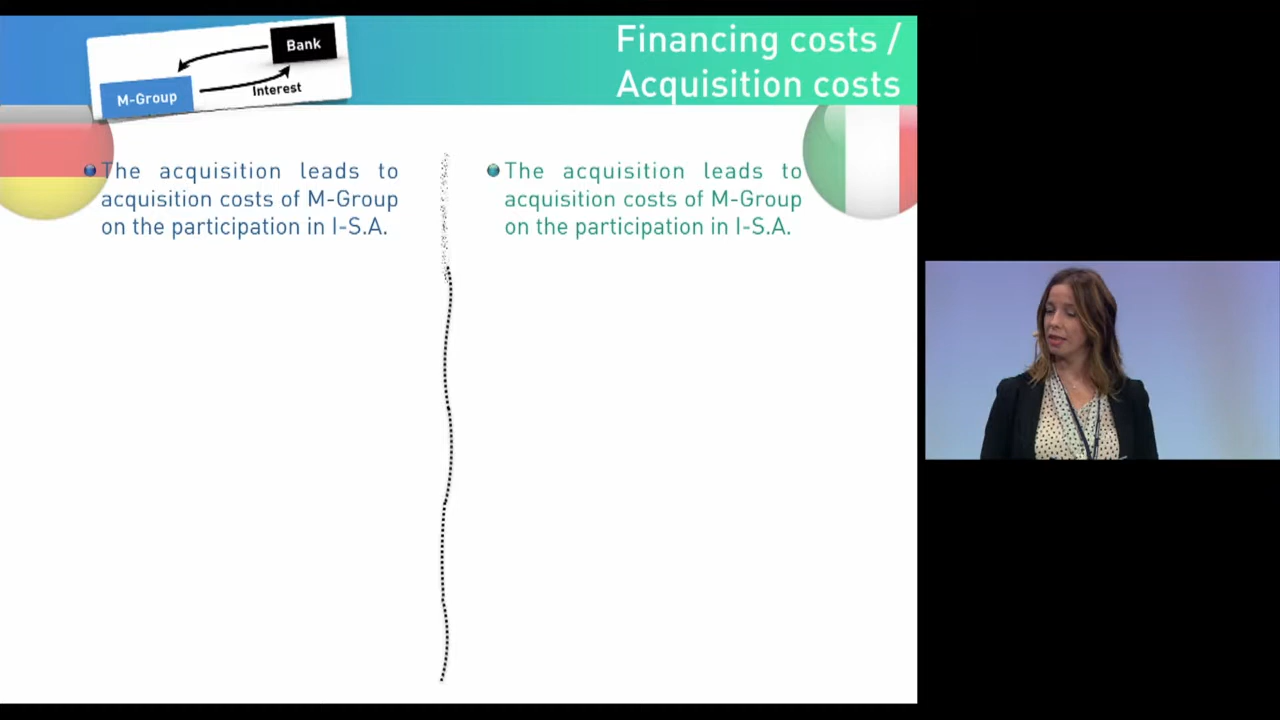 Bank
M-Group
Interest
Financing costs /
Acquisition costs
The acquisition leads to
acquisition costs of M-Group
on the participation in I-S.A.
The acquisition leads to
acquisition costs of M-Group
on the participation in I-S.A.